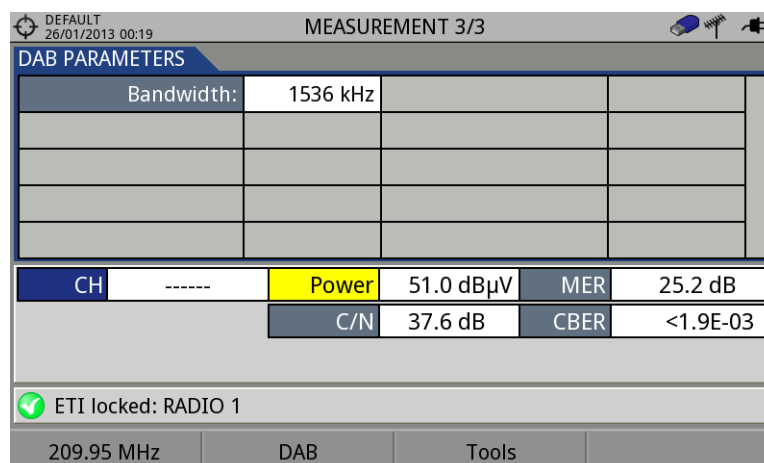 DEFAULT
26/01/2013 00:19
MEASUREMENT 3/3
DAB PARAMETERS
Bandwidth: 1536 kHz
CH ------ Power 51.0 dBµV MER 25.2 dB
C/N 37.6 dB CBER <1.9E-03
ETI locked: RADIO 1
209.95 MHz DAB Tools